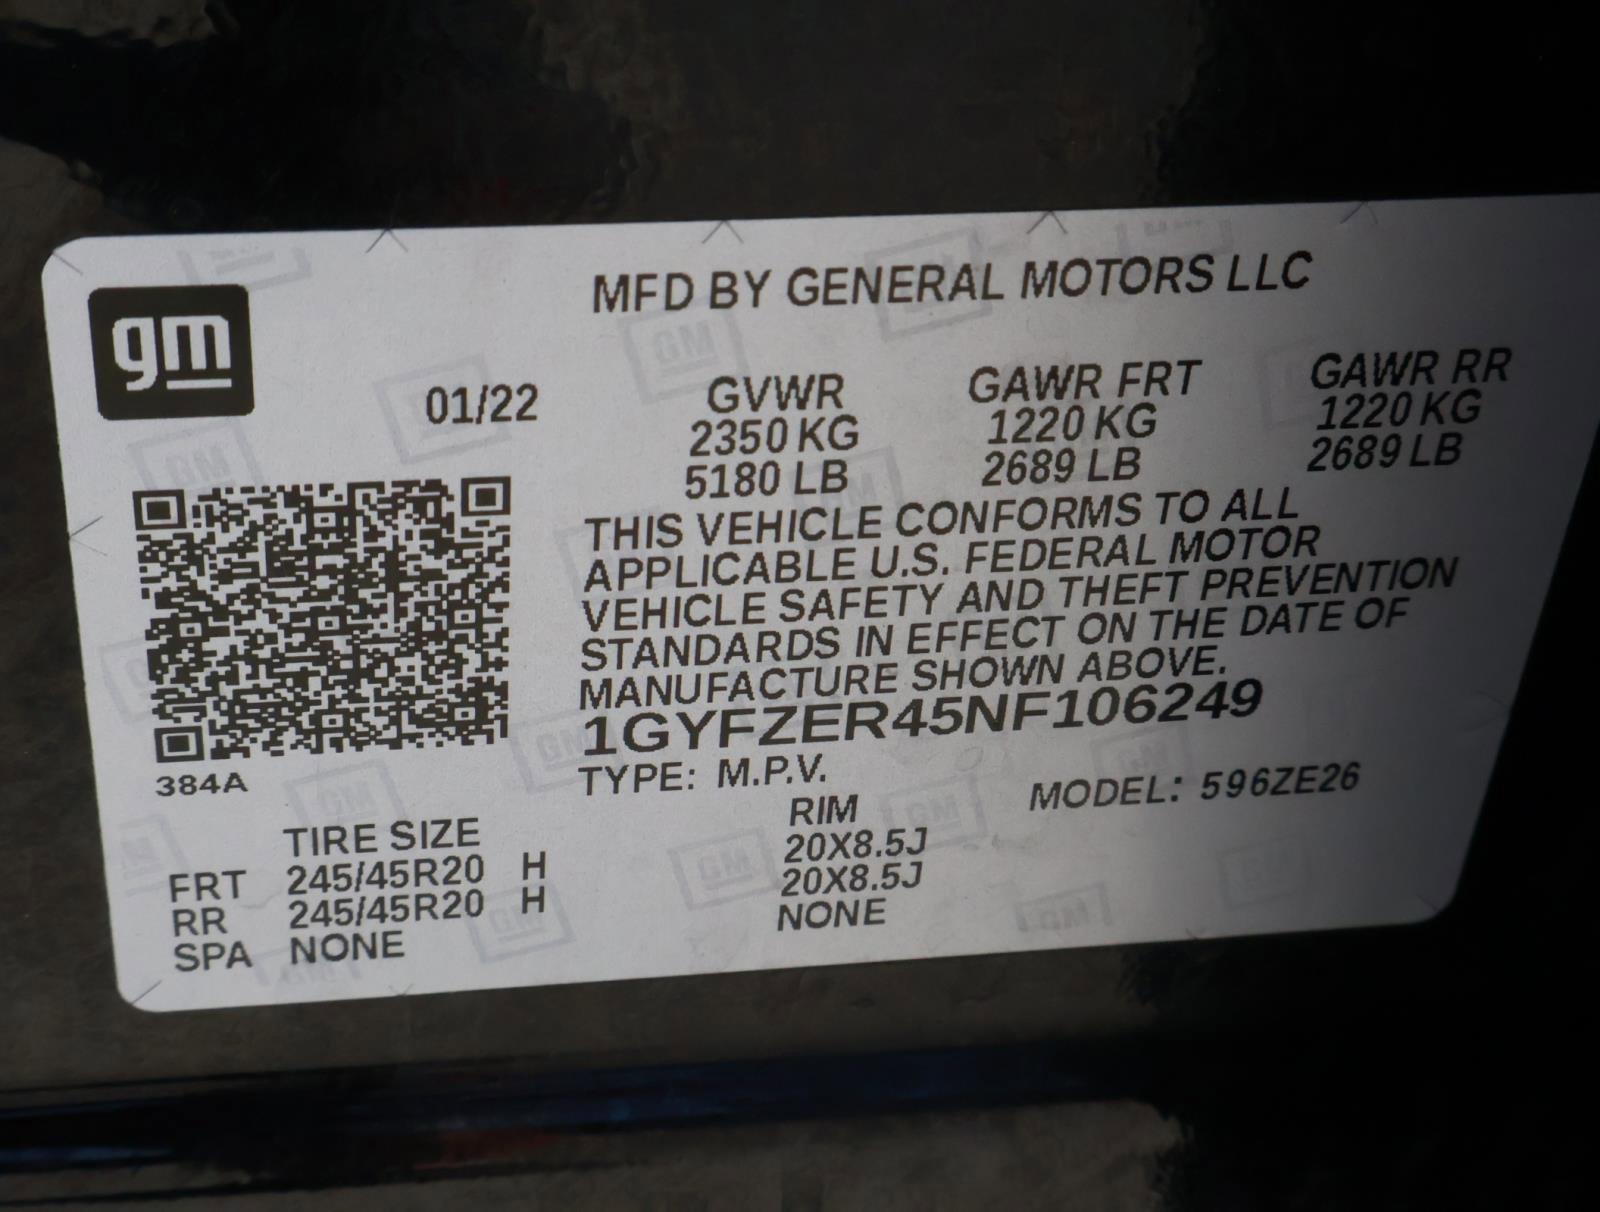 gm
MFD BY GENERAL MOTORS LLC
01/22 GVWR GAWR FRT GAWR RR
2350 KG 1220 KG 1220 KG
5180 LB 2689 LB 2689 LB
THIS VEHICLE CONFORMS TO ALL
APPLICABLE U.S. FEDERAL MOTOR
VEHICLE SAFETY AND THEFT PREVENTION
STANDARDS IN EFFECT ON THE DATE OF
MANUFACTURE SHOWN ABOVE.
1GYFZER45NF106249
384A
TYPE: M.P.V. MODEL: 596ZE26
TIRE SIZE RIM
FRT 245/45R20 H 20X8.5J
RR 245/45R20 H 20X8.5J
SPA NONE NONE